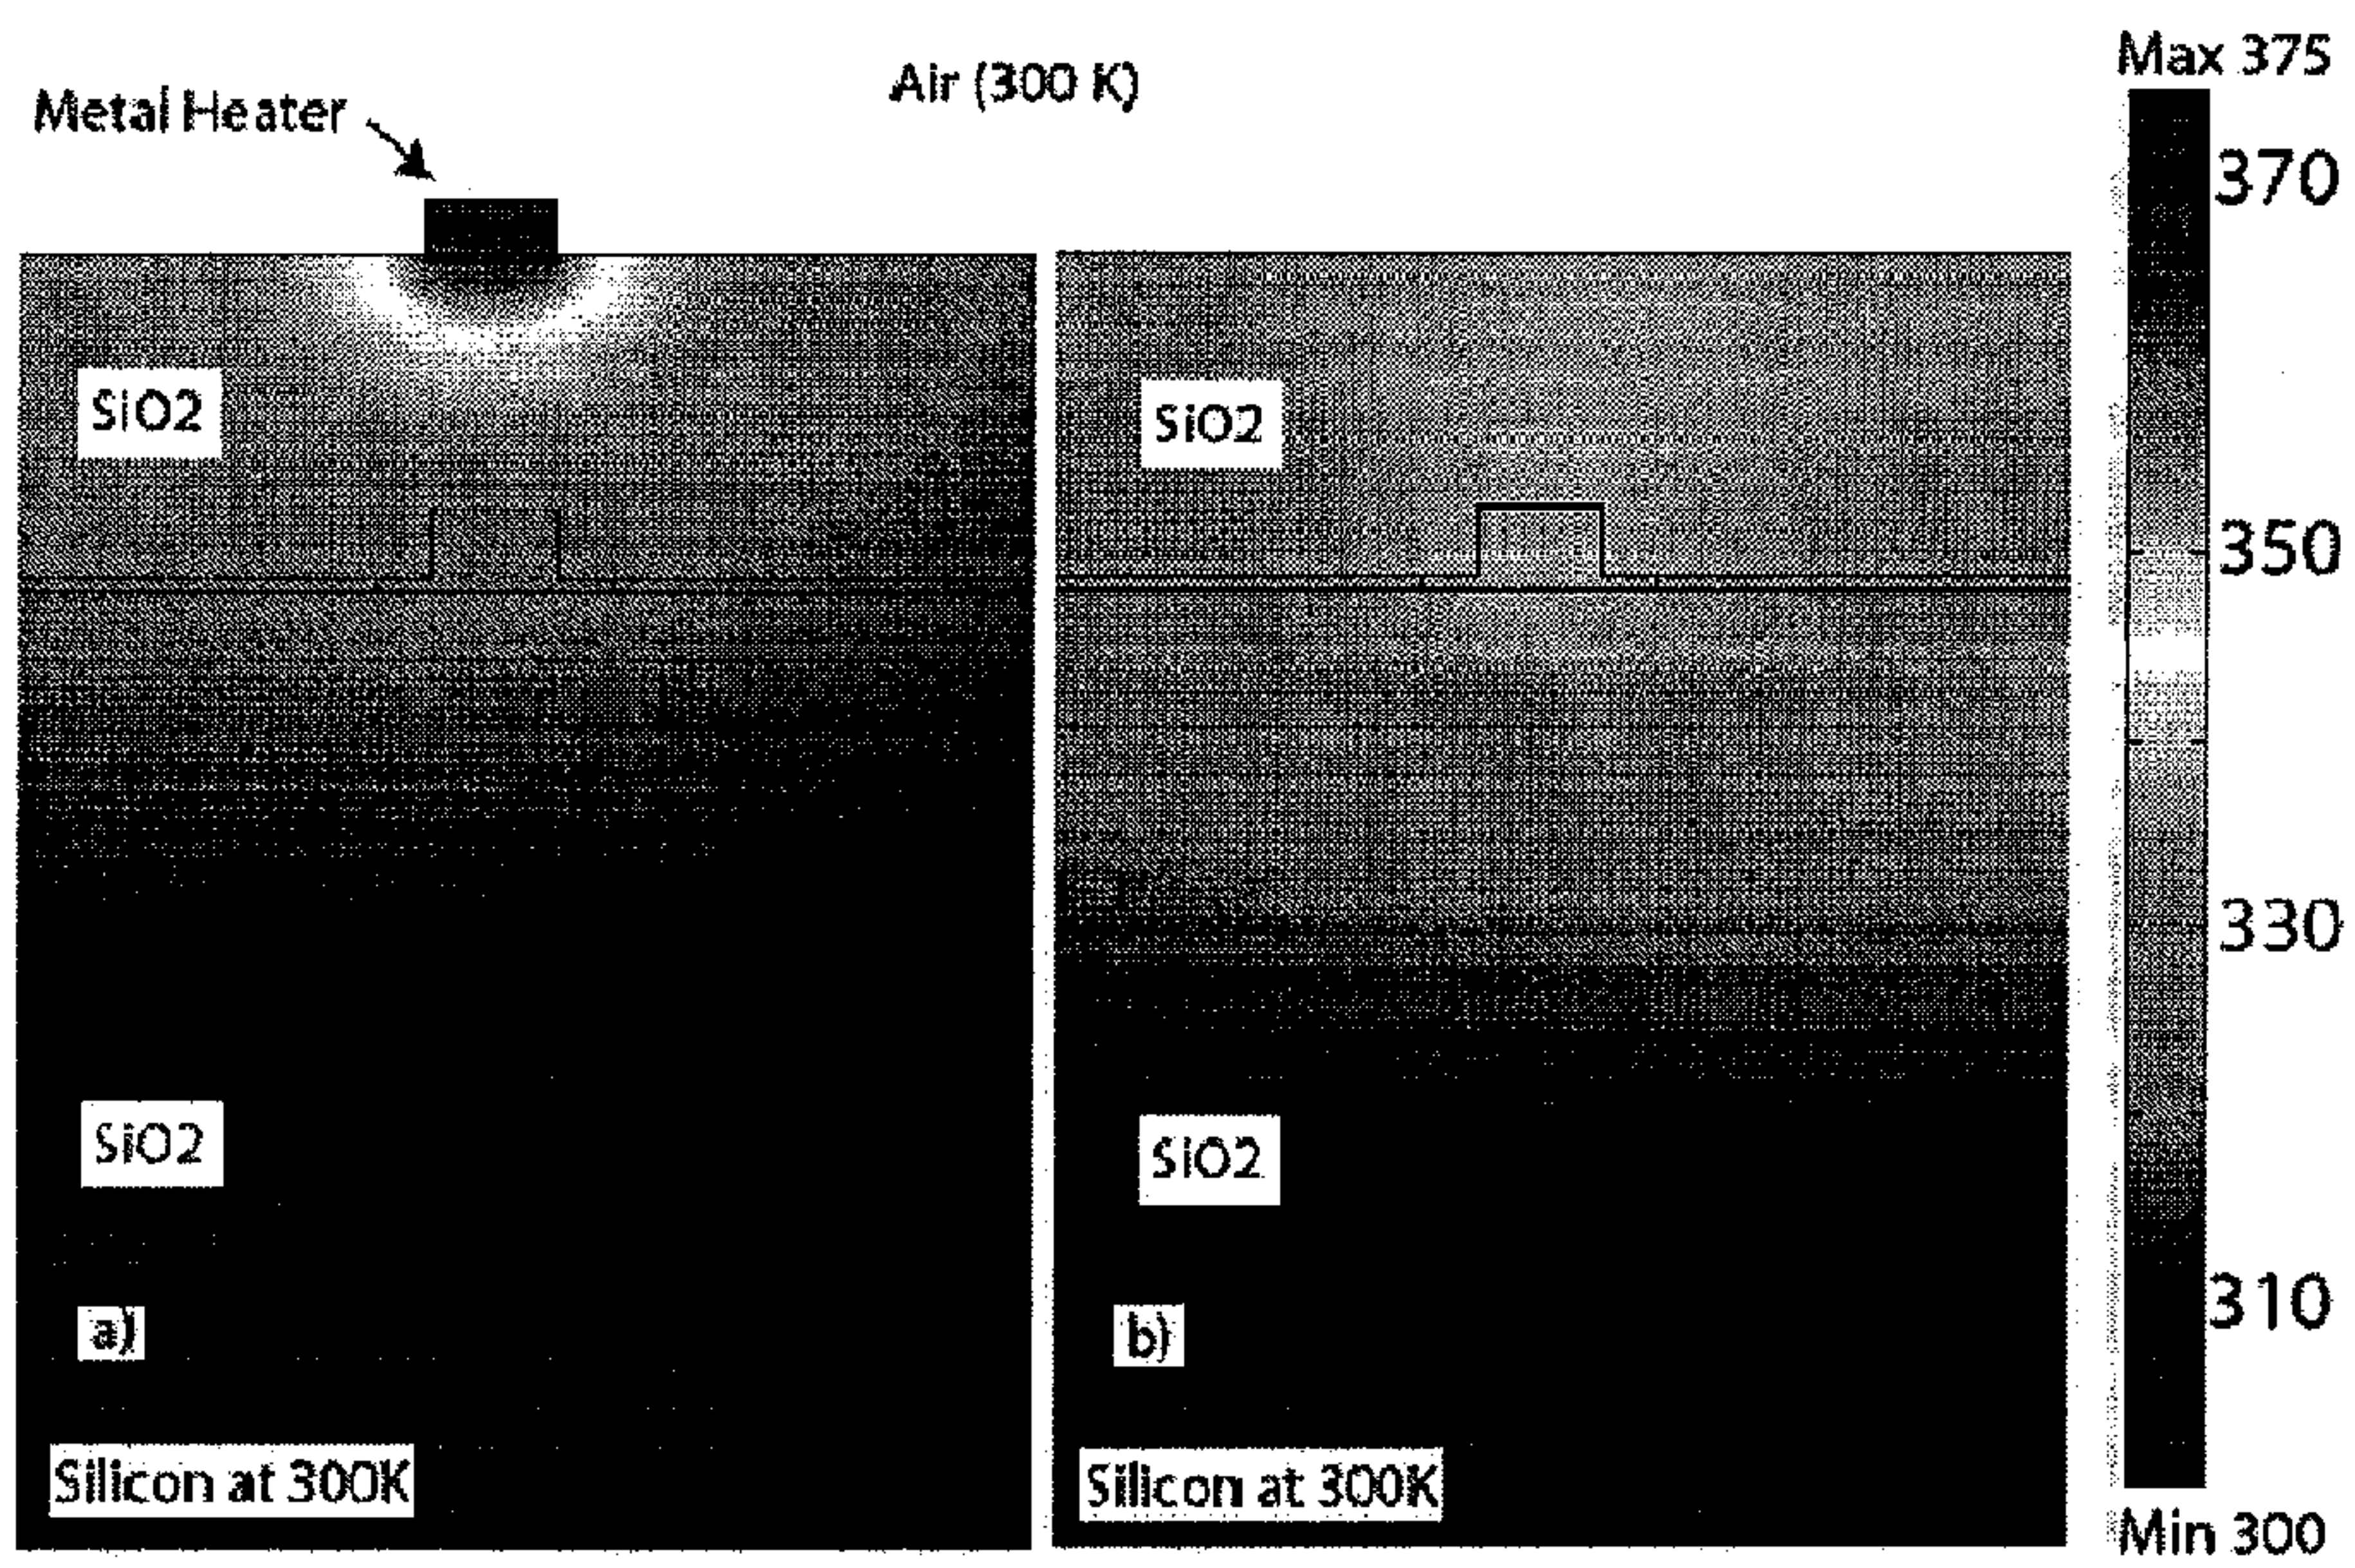 Air (300 K)
Metal Heater
Max 375
370
350
330
310
Min 300
SiO2
SiO2
a)
Silicon at 300K
SiO2
SiO2
b)
Silicon at 300K